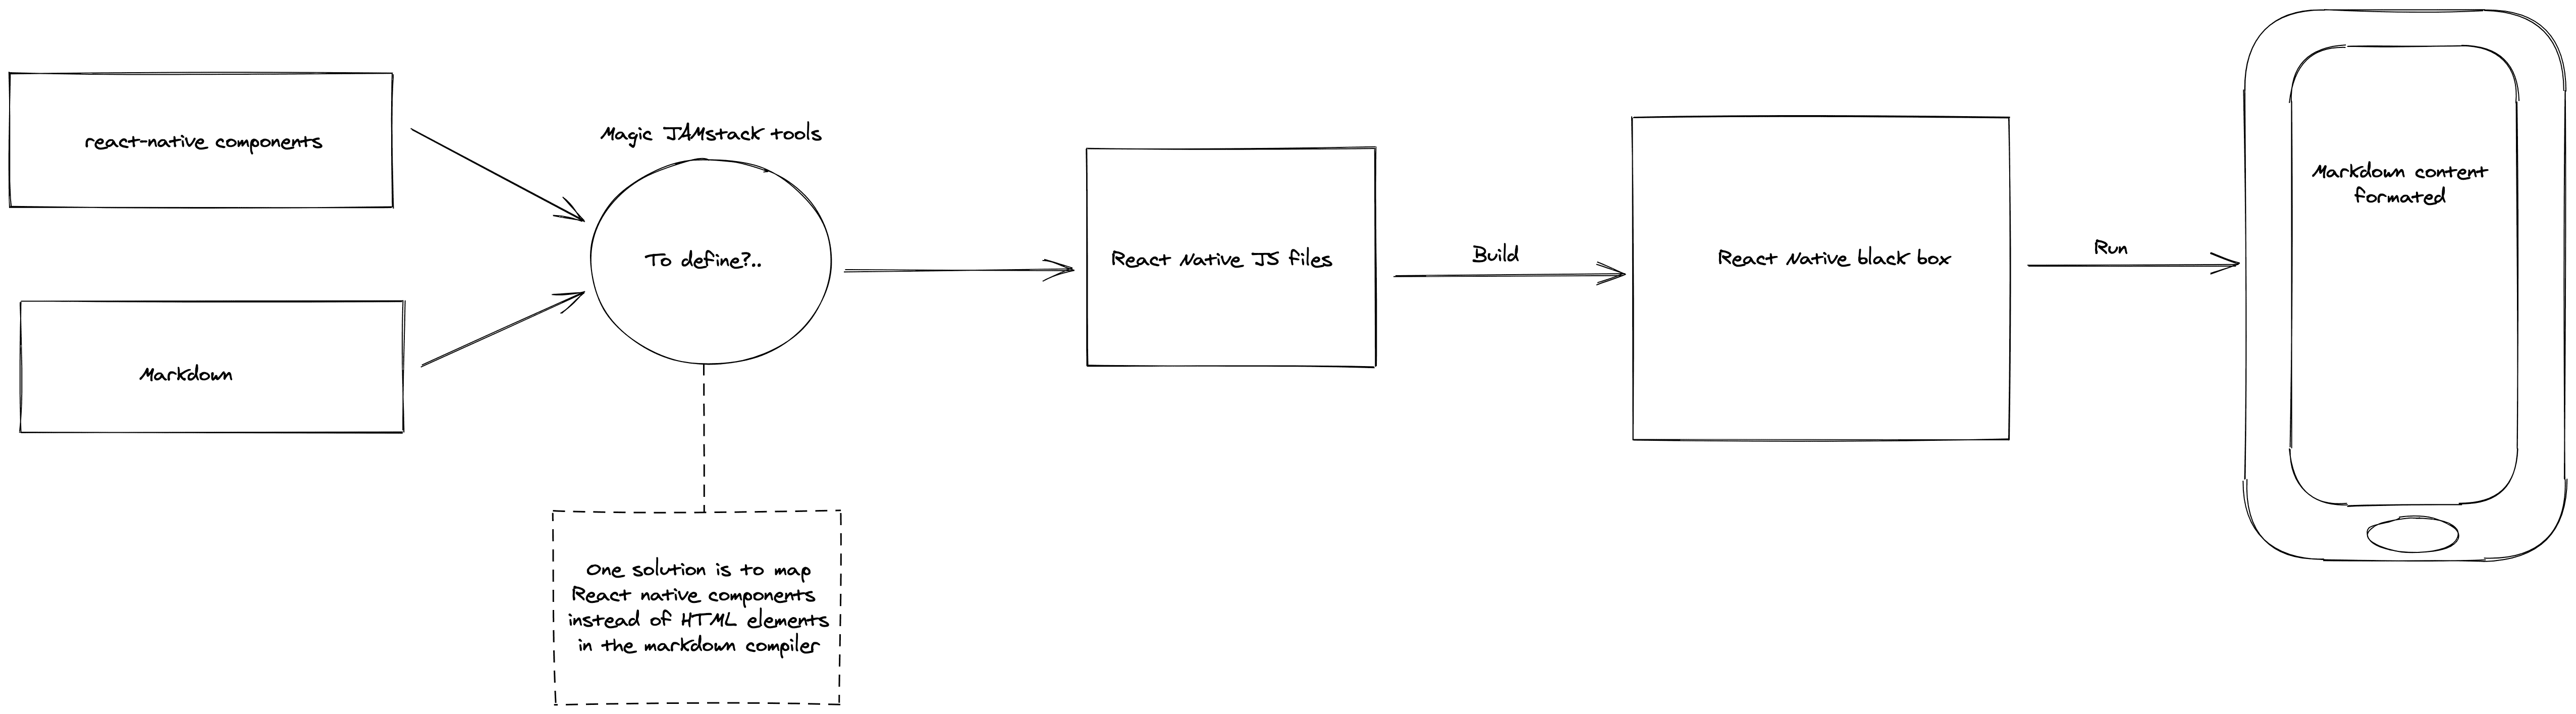 react-native components
Markdown
Magic JAMstack tools
To define?..
One solution is to map
React native components
instead of HTML elements
in the markdown compiler
React Native JS files
Build
React Native black box
Run
Markdown content
formated